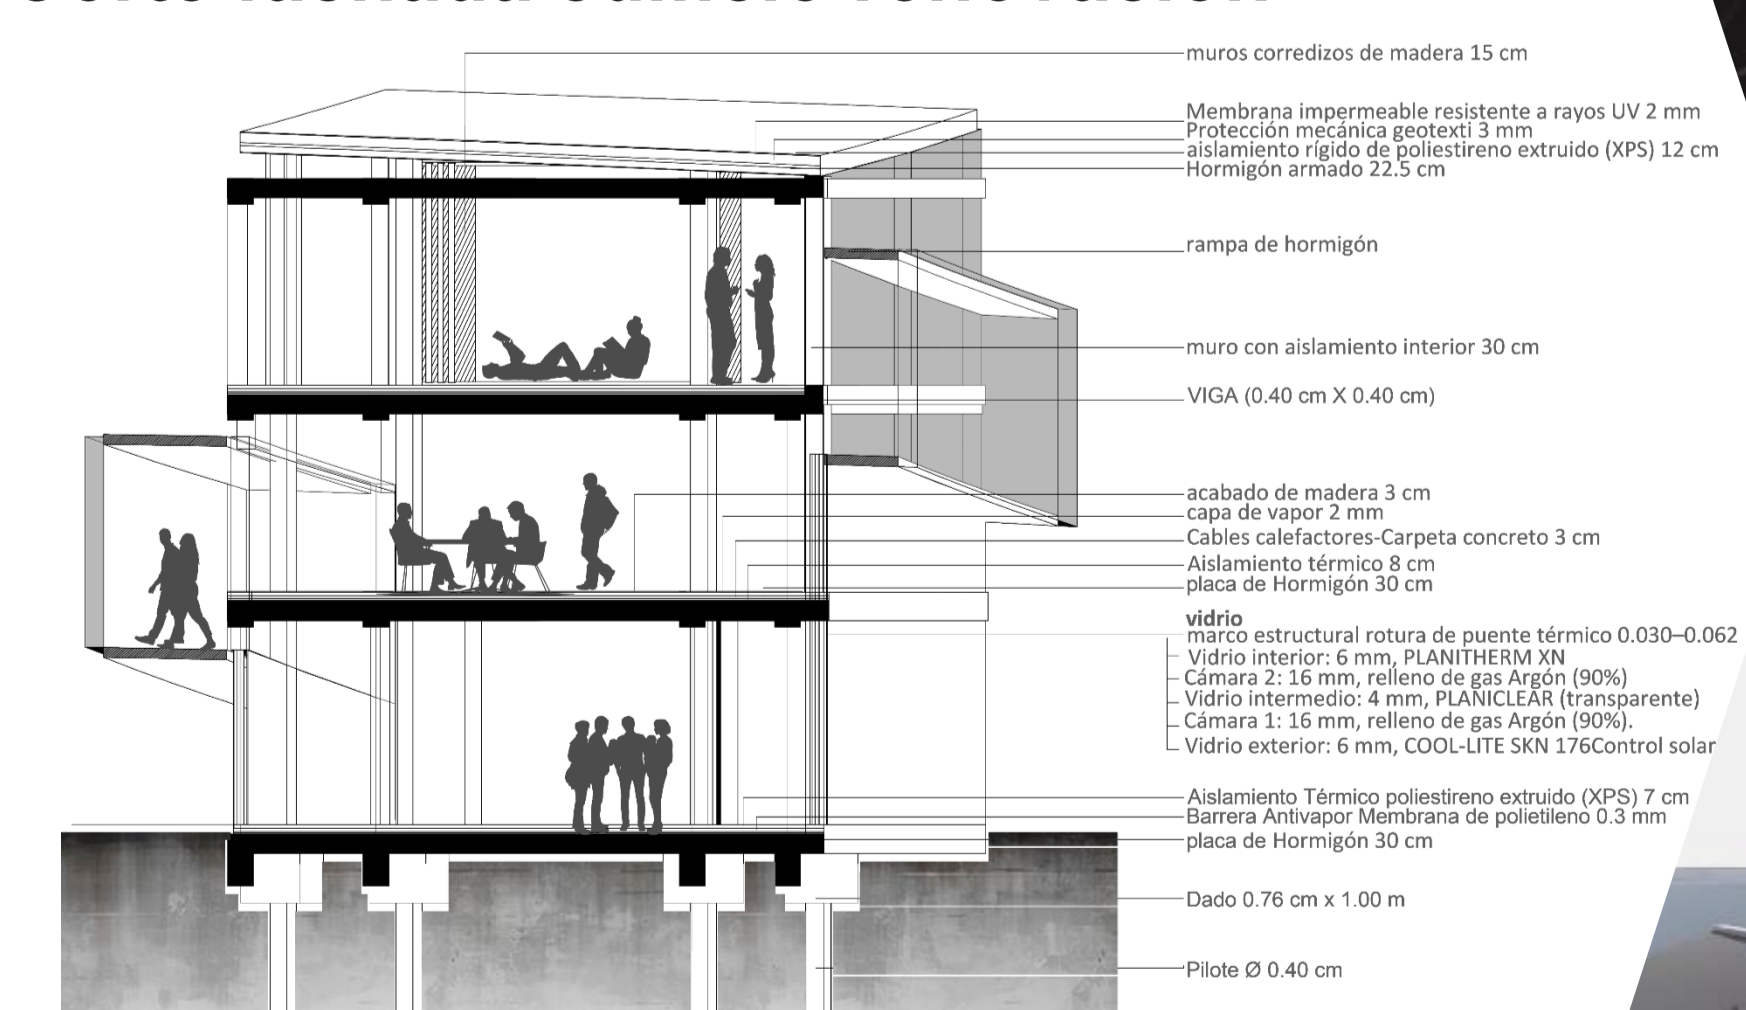 muros corredizos de madera 15 cm
Membrana impermeable resistente a rayos UV 2 mm
Protección mecánica geotexti 3 mm
aislamiento rígido de poliestireno extruido (XPS) 12 cm
Hormigón armado 22.5 cm
rampa de hormigón
muro con aislamiento interior 30 cm
VIGA (0.40 cm X 0.40 cm)
acabado de madera 3 cm
capa de vapor 2 mm
Cables calefactores-Carpeta concreto 3 cm
Aislamiento térmico 8 cm
placa de Hormigón 30 cm
vidrio
marco estructural rotura de puente térmico 0.030–0.062
Vidrio interior: 6 mm, PLANITHERM XN
Cámara 2: 16 mm, relleno de gas Argón (90%)
Vidrio intermedio: 4 mm, PLANICLEAR (transparente)
Cámara 1: 16 mm, relleno de gas Argón (90%).
Vidrio exterior: 6 mm, COOL-LITE SKN 176Control solar
Aislamiento Térmico poliestireno extruido (XPS) 7 cm
Barrera Antivapor Membrana de polietileno 0.3 mm
placa de Hormigón 30 cm
Dado 0.76 cm x 1.00 m
Pilote Ø 0.40 cm